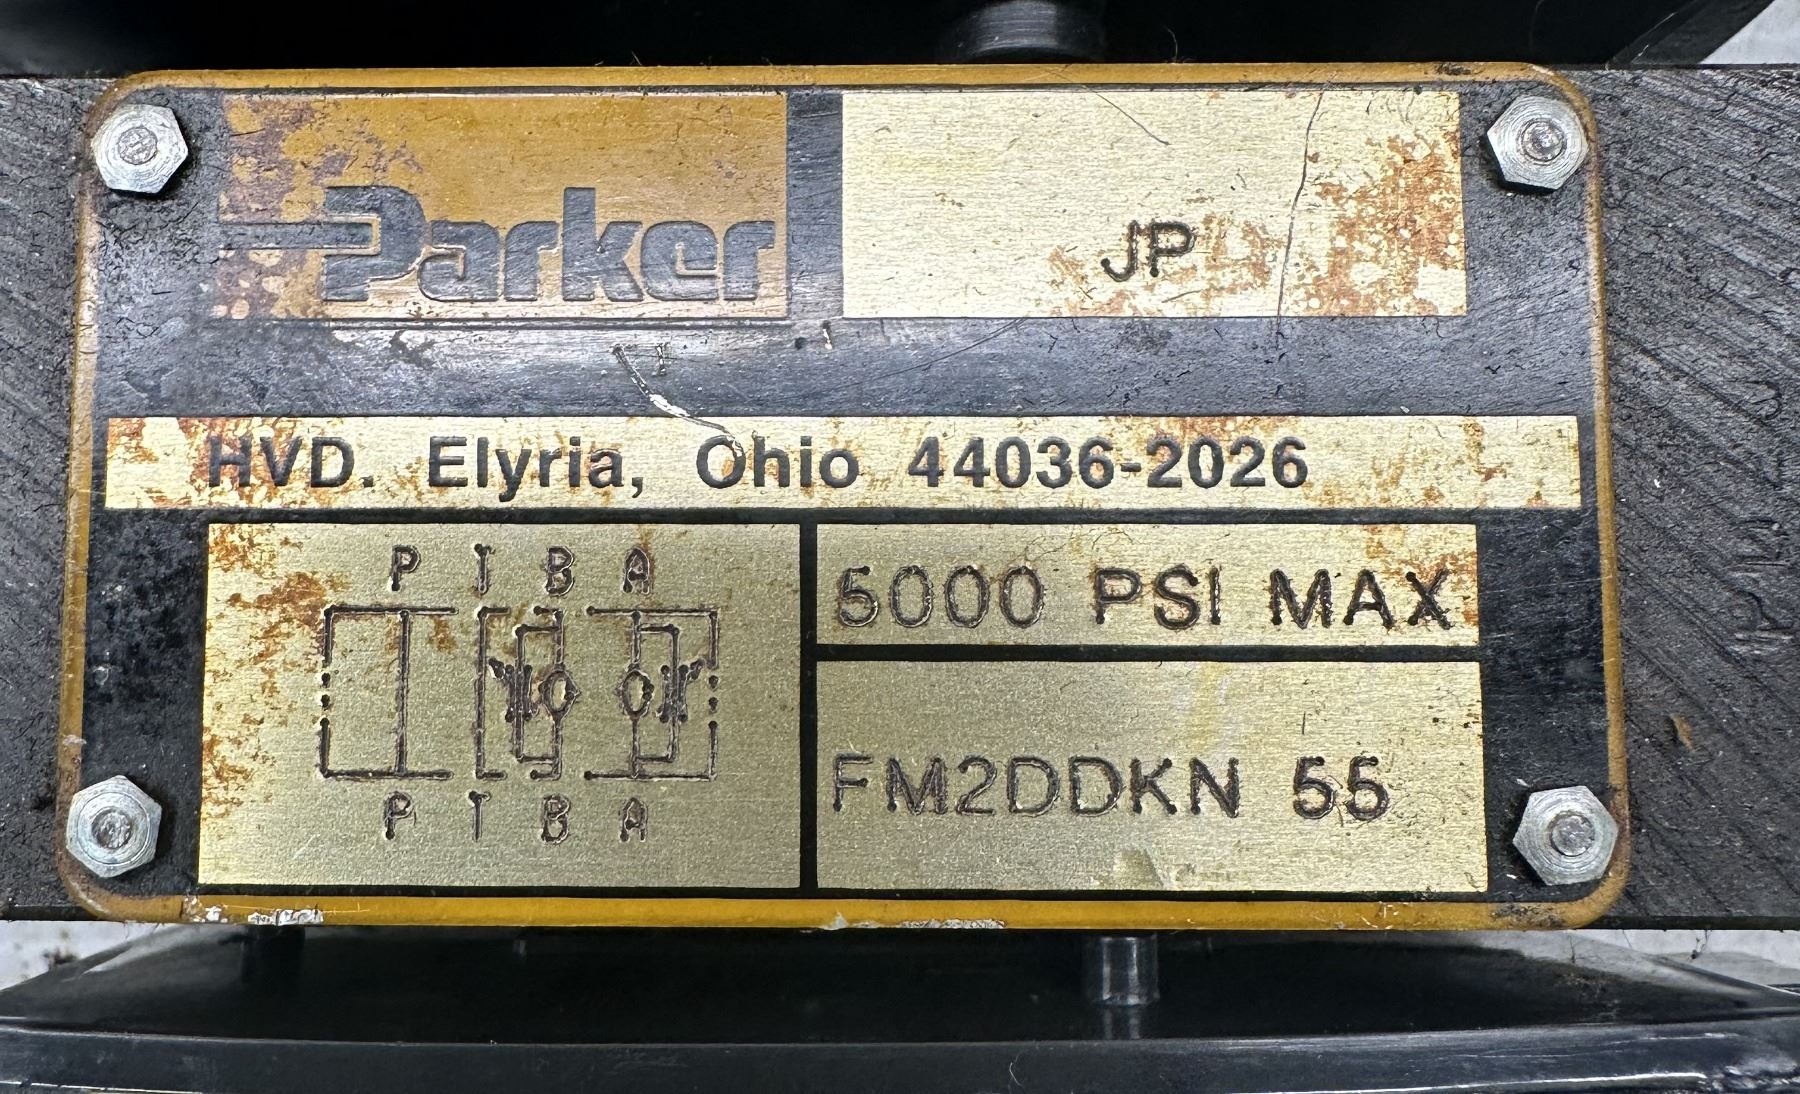 Parker
JP
HVD. Elyria, Ohio 44036-2026
P T B A
P T B A
5000 PSI MAX
FM2DDKN 55